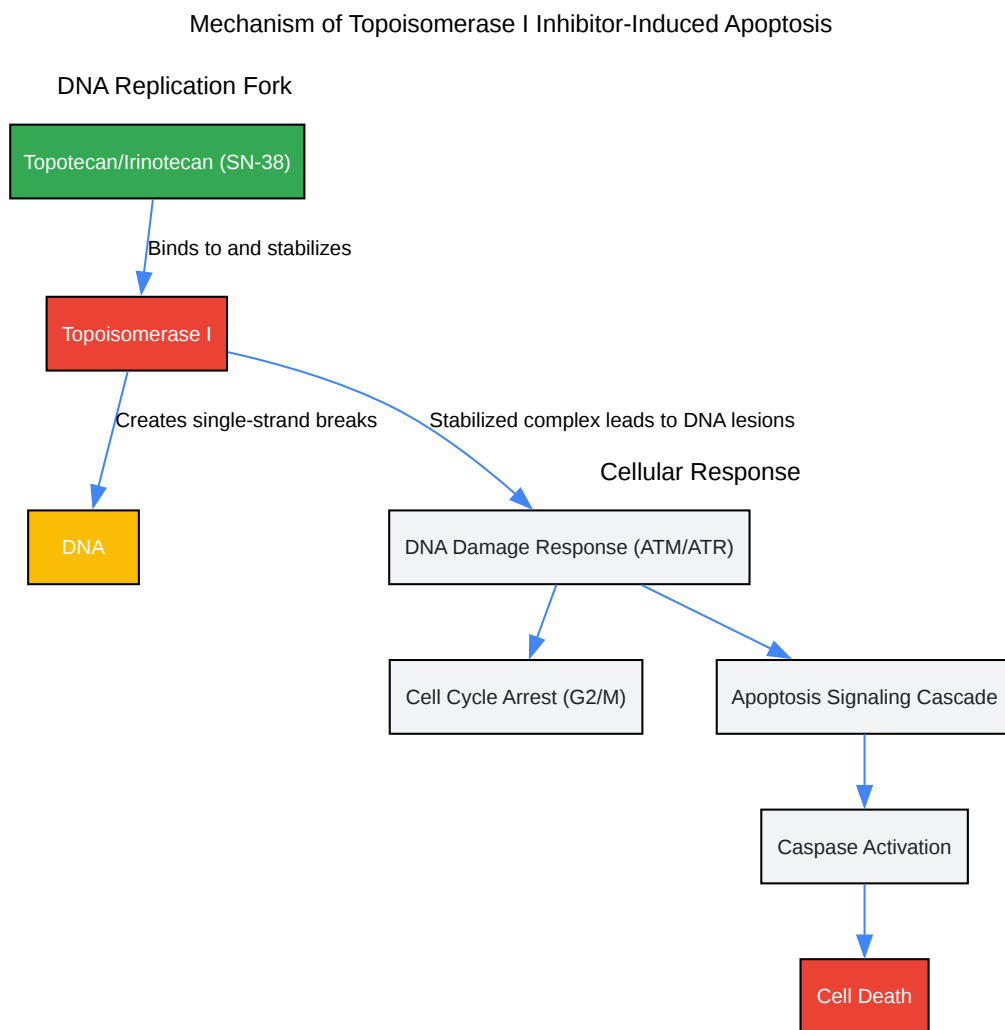 Mechanism of Topoisomerase I Inhibitor-Induced Apoptosis
DNA Replication Fork
Topotecan/Irinotecan (SN-38)
Binds to and stabilizes
Topoisomerase I
Creates single-strand breaks
Stabilized complex leads to DNA lesions
Cellular Response
DNA
DNA Damage Response (ATM/ATR)
Cell Cycle Arrest (G2/M)
Apoptosis Signaling Cascade
Caspase Activation
Cell Death